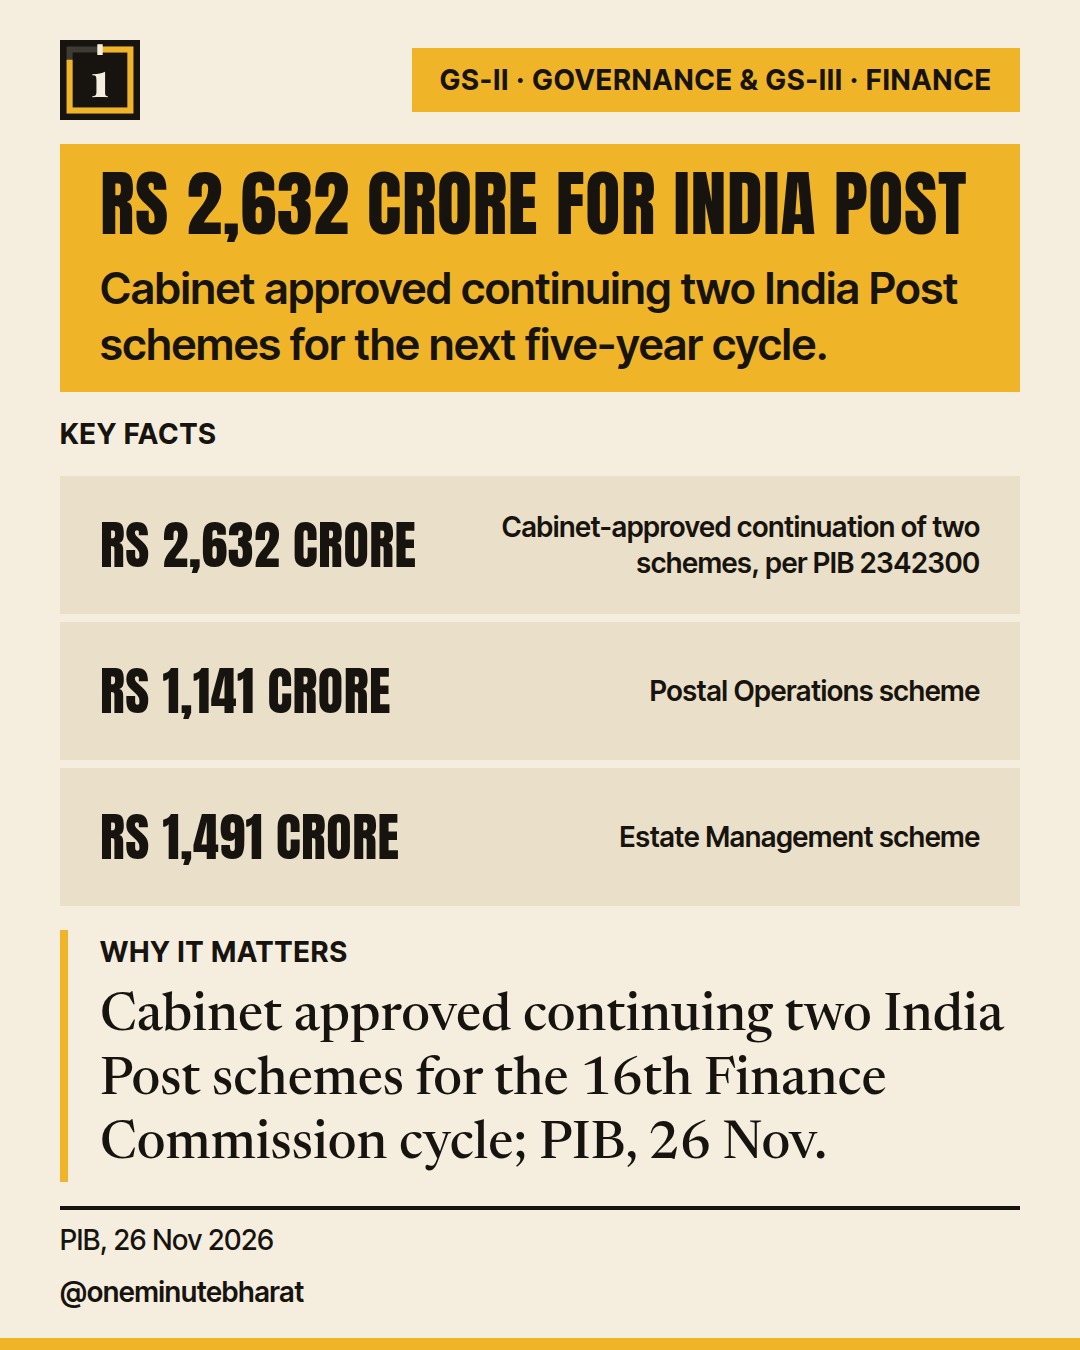 ı
GS-II · GOVERNANCE & GS-III · FINANCE
RS 2,632 CRORE FOR INDIA POST
Cabinet approved continuing two India Post
schemes for the next five-year cycle.
KEY FACTS
RS 2,632 CRORE
Cabinet-approved continuation of two
schemes, per PIB 2342300
RS 1,141 CRORE
Postal Operations scheme
RS 1,491 CRORE
Estate Management scheme
WHY IT MATTERS
Cabinet approved continuing two India
Post schemes for the 16th Finance
Commission cycle; PIB, 26 Nov.
PIB, 26 Nov 2026
@oneminutebharat